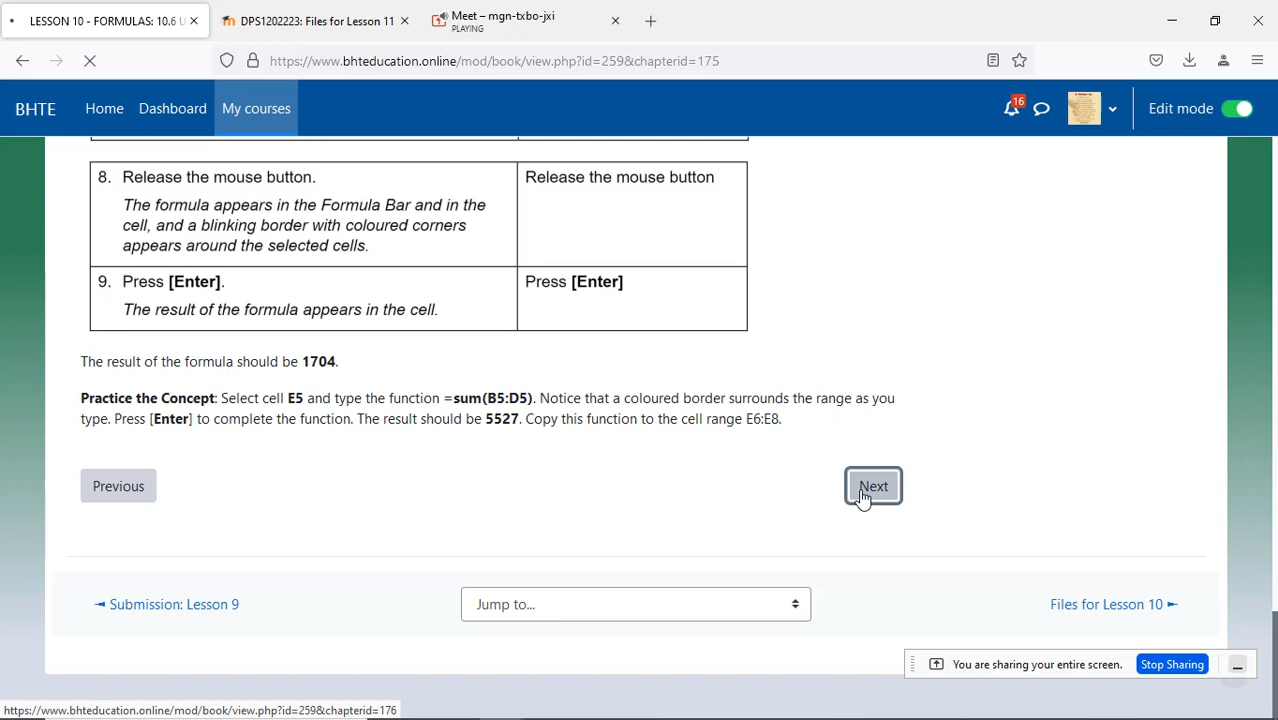 LESSON 10 - FORMULAS: 10.6 U
DPS1202223: Files for Lesson 11
Meet – mgn-txbo-jxi
PLAYING
https://www.bhteducation.online/mod/book/view.php?id=259&chapterid=175
BHTE
Home
Dashboard
My courses
16
Edit mode
8. Release the mouse button.
The formula appears in the Formula Bar and in the
cell, and a blinking border with coloured corners
appears around the selected cells.
Release the mouse button
9. Press [Enter].
The result of the formula appears in the cell.
Press [Enter]
The result of the formula should be 1704.
Practice the Concept: Select cell E5 and type the function =sum(B5:D5). Notice that a coloured border surrounds the range as you
type. Press [Enter] to complete the function. The result should be 5527. Copy this function to the cell range E6:E8.
Previous
Next
◄ Submission: Lesson 9
Jump to...
Files for Lesson 10 ►
You are sharing your entire screen.
Stop Sharing
https://www.bhteducation.online/mod/book/view.php?id=259&chapterid=176